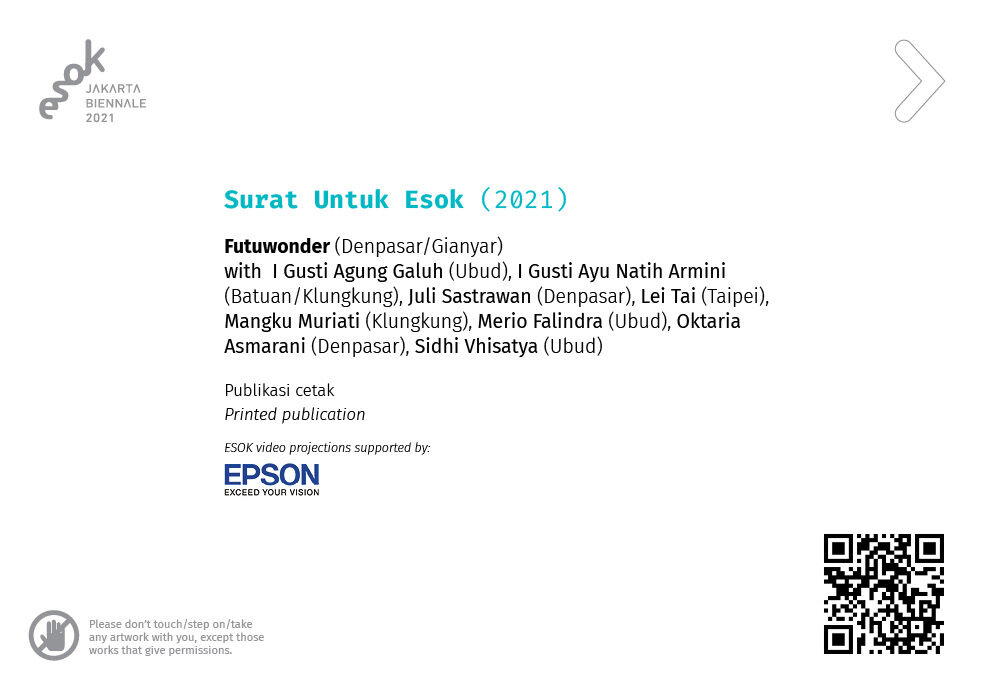 esok
JAKARTA
BIENNALE
2021
Surat Untuk Esok (2021)
Futuwonder (Denpasar/Gianyar)
with I Gusti Agung Galuh (Ubud), I Gusti Ayu Natih Armini
(Batuan/Klungkung), Juli Sastrawan (Denpasar), Lei Tai (Taipei),
Mangku Muriati (Klungkung), Merio Falindra (Ubud), Oktaria
Asmarani (Denpasar), Sidhi Vhisatya (Ubud)
Publikasi cetak
Printed publication
ESOK video projections supported by:
EPSON
EXCEED YOUR VISION
Please don’t touch/step on/take
any artwork with you, except those
works that give permissions.